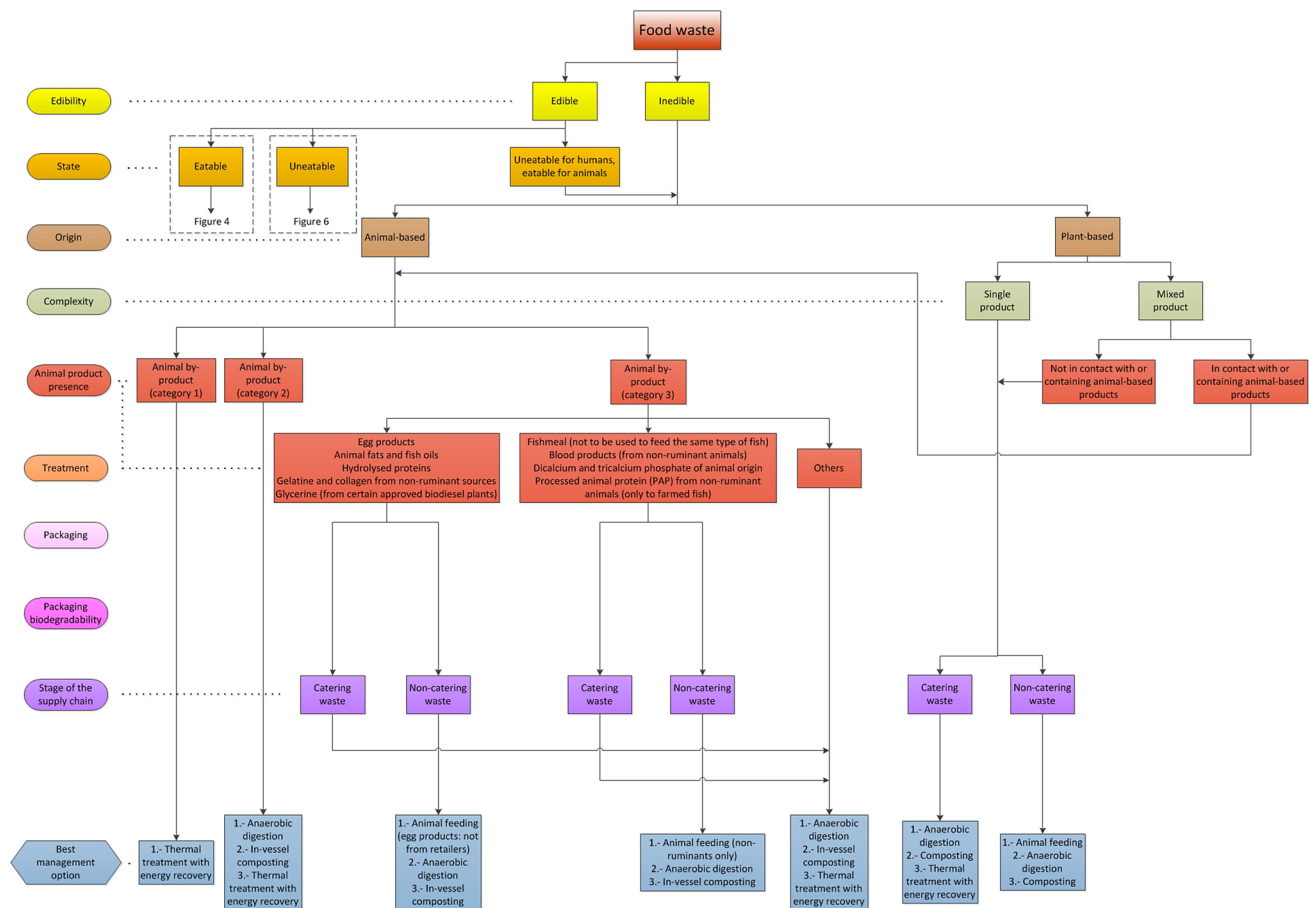 Food waste
Edibility
Edible
Inedible
State
Eatable
Uneatable
Uneatable for humans,
eatable for animals
Figure 4
Figure 6
Origin
Animal-based
Plant-based
Complexity
Single
product
Mixed
product
Animal product
presence
Animal by-
product
(category 1)
Animal by-
product
(category 2)
Animal by-
product
(category 3)
Not in contact with or
containing animal-based
products
In contact with or
containing animal-based
products
Treatment
Egg products
Animal fats and fish oils
Hydrolysed proteins
Gelatine and collagen from non-ruminant sources
Glycerine (from certain approved biodiesel plants)
Fishmeal (not to be used to feed the same type of fish)
Blood products (from non-ruminant animals)
Dicalcium and tricalcium phosphate of animal origin
Processed animal protein (PAP) from non-ruminant
animals (only to farmed fish)
Others
Packaging
Packaging
biodegradability
Stage of the
supply chain
Catering
waste
Non-catering
waste
Catering
waste
Non-catering
waste
Catering
waste
Non-catering
waste
Best
management
option
1.- Thermal
treatment with
energy recovery
1.- Anaerobic
digestion
2.- In-vessel
composting
3.- Thermal
treatment with
energy recovery
1.- Animal feeding
(egg products: not
from retailers)
2.- Anaerobic
digestion
3.- In-vessel
composting
1.- Animal feeding (non-
ruminants only)
2.- Anaerobic digestion
3.- In-vessel composting
1.- Anaerobic
digestion
2.- In-vessel
composting
3.- Thermal
treatment with
energy recovery
1.- Anaerobic
digestion
2.- Composting
3.- Thermal
treatment with
energy recovery
1.- Animal feeding
2.- Anaerobic
digestion
3.- Composting